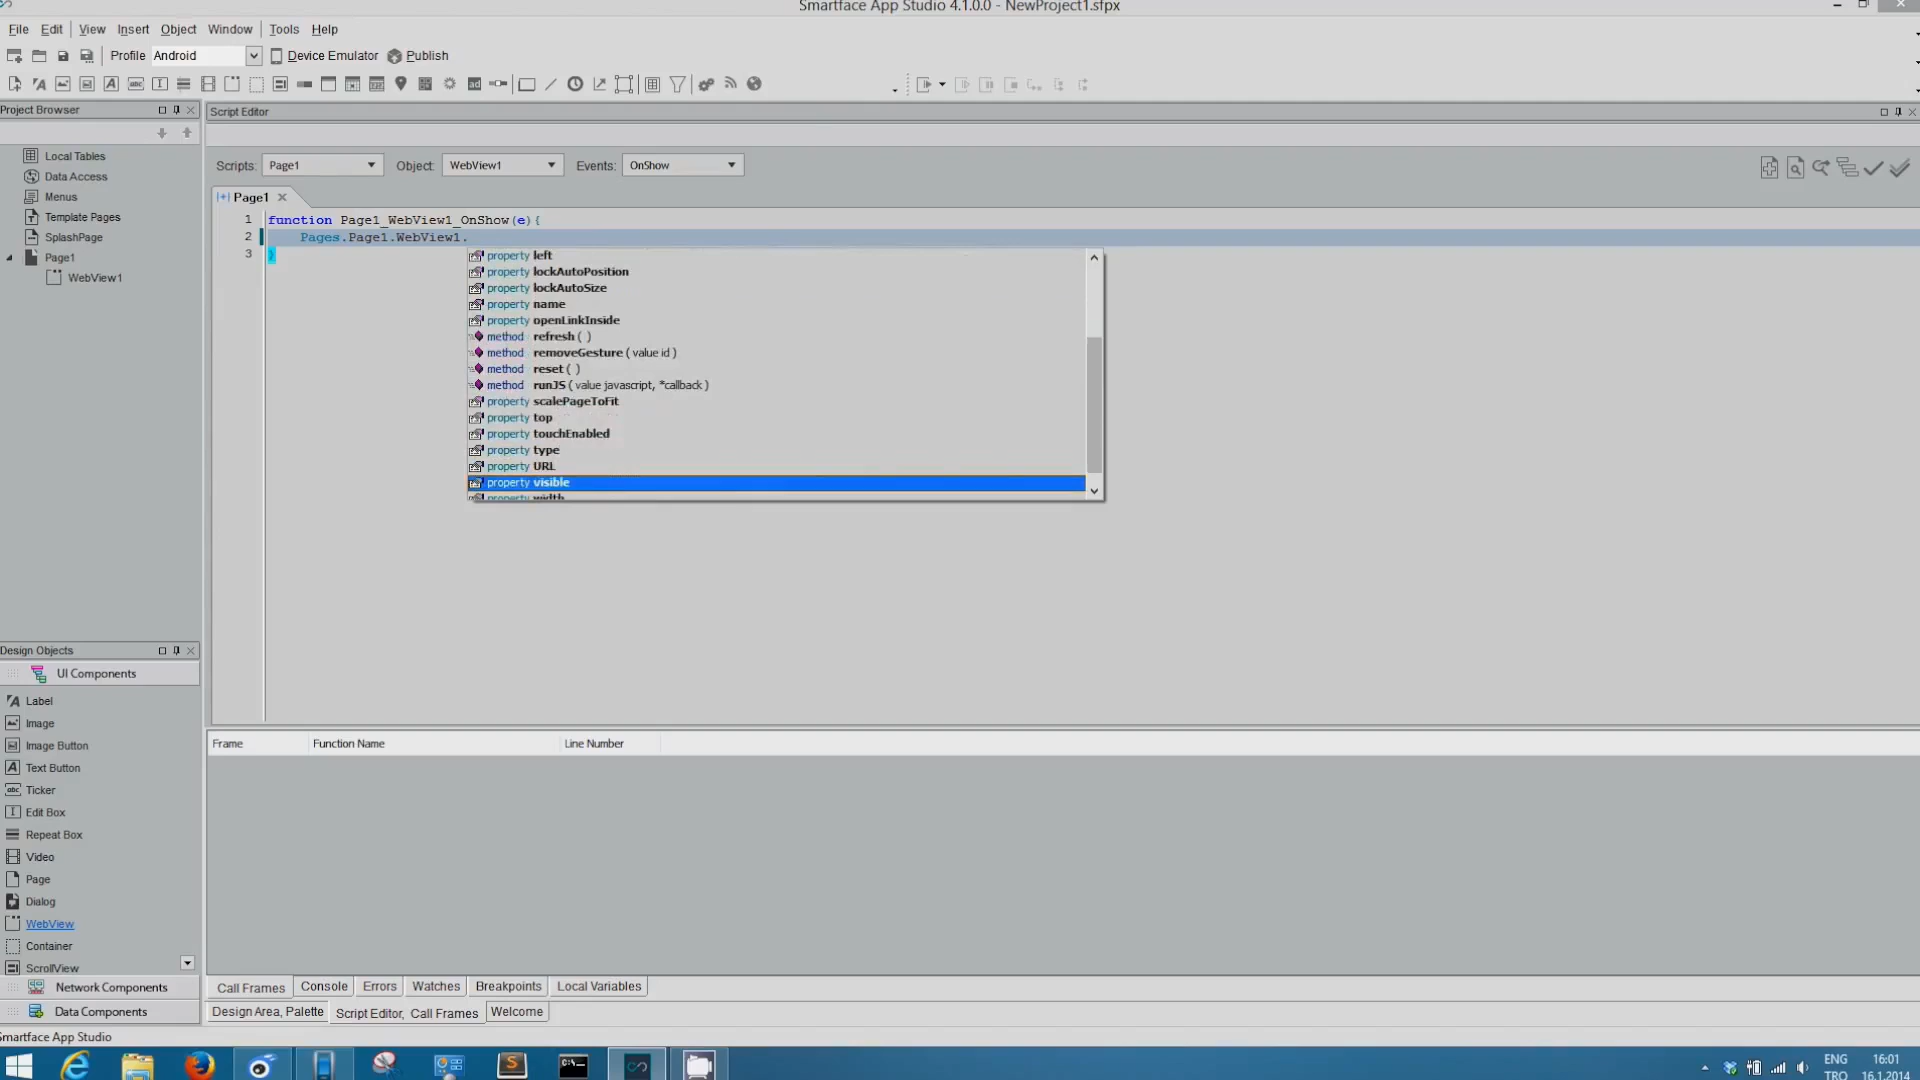 Smartface App Studio 4.1.0.0 - NewProject1.sfpx
File Edit View Insert Object Window Tools Help
Profile Android Device Emulator Publish
Project Browser
Script Editor
Local Tables
Data Access
Menus
Template Pages
SplashPage
Page1
WebView1
Scripts: Page1 Object: WebView1 Events: OnShow
Page1
1 function Page1_WebView1_OnShow(e){
2 Pages.Page1.WebView1.
3 }
property left
property lockAutoPosition
property lockAutoSize
property name
property openLinkInside
method refresh ( )
method removeGesture ( value id )
method reset ( )
method runJS ( value javascript, *callback )
property scalePageToFit
property top
property touchEnabled
property type
property URL
property visible
property width
Design Objects
UI Components
Label
Image
Image Button
Text Button
Ticker
Edit Box
Repeat Box
Video
Page
Dialog
WebView
Container
ScrollView
Network Components
Data Components
Frame Function Name Line Number
Call Frames Console Errors Watches Breakpoints Local Variables
Design Area, Palette Script Editor, Call Frames Welcome
Smartface App Studio
ENG
TRQ
16:01
16.1.2014